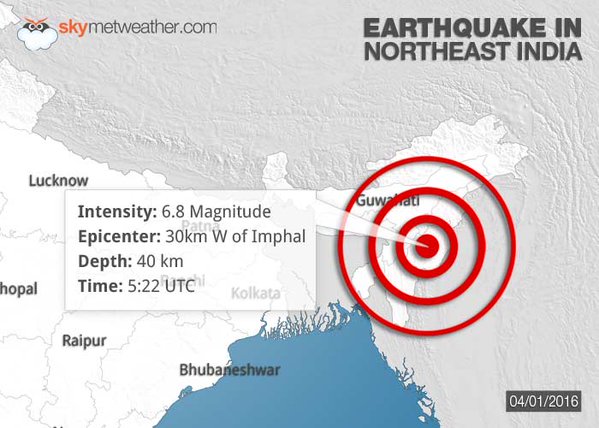 skymetweather.com
EARTHQUAKE IN
NORTHEAST INDIA
Lucknow
Guwahati
Intensity: 6.8 Magnitude
Patna
Epicenter: 30km W of Imphal
Depth: 40 km
Ranchi
Time: 5:22 UTC
hopal
Kolkata
Raipur
Bhubaneshwar
04/01/2016